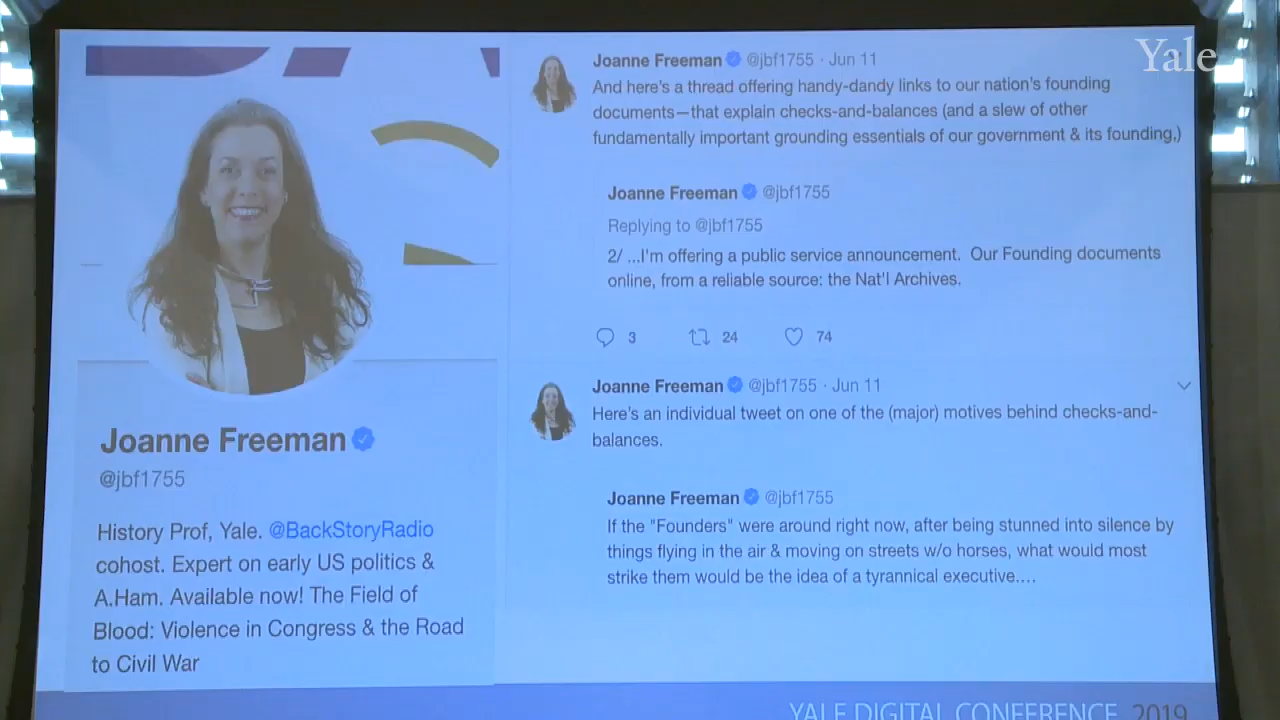 Yale
Joanne Freeman
@jbf1755
History Prof, Yale. @BackStoryRadio
cohost. Expert on early US politics &
A.Ham. Available now! The Field of
Blood: Violence in Congress & the Road
to Civil War
Joanne Freeman @jbf1755 · Jun 11
And here's a thread offering handy-dandy links to our nation's founding
documents—that explain checks-and-balances (and a slew of other
fundamentally important grounding essentials of our government & its founding,)
Joanne Freeman @jbf1755
Replying to @jbf1755
2/ ...I'm offering a public service announcement. Our Founding documents
online, from a reliable source: the Nat'l Archives.
3 24 74
Joanne Freeman @jbf1755 · Jun 11
Here's an individual tweet on one of the (major) motives behind checks-and-
balances.
Joanne Freeman @jbf1755
If the "Founders" were around right now, after being stunned into silence by
things flying in the air & moving on streets w/o horses, what would most
strike them would be the idea of a tyrannical executive....
YALE DIGITAL CONFERENCE 2019